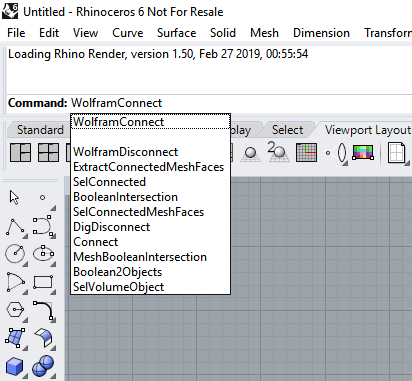 Untitled - Rhinoceros 6 Not For Resale
File Edit View Curve Surface Solid Mesh Dimension Transform
Loading Rhino Render, version 1.50, Feb 27 2019, 00:55:54
Command: WolframConnect
WolframConnect
Standard play Select Viewport Layout
WolframDisconnect
ExtractConnectedMeshFaces
SelConnected
BooleanIntersection
SelConnectedMeshFaces
DigDisconnect
Connect
MeshBooleanIntersection
Boolean2Objects
SelVolumeObject